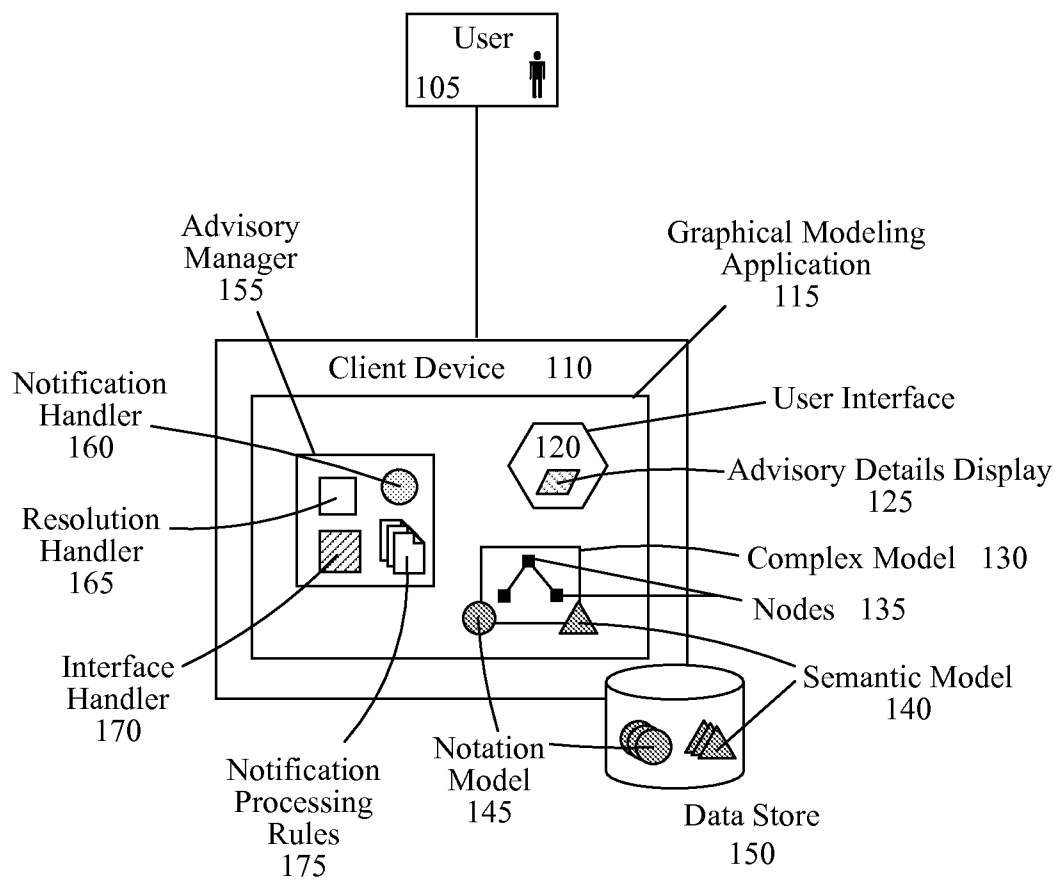 User
105
Advisory
Manager
155
Graphical Modeling
Application
115
Client Device 110
Notification
Handler
160
User Interface
120
Advisory Details Display
125
Resolution
Handler
165
Complex Model 130
Nodes 135
Interface
Handler
170
Semantic Model
140
Notation
Model
145
Notification
Processing
Rules
175
Data Store
150